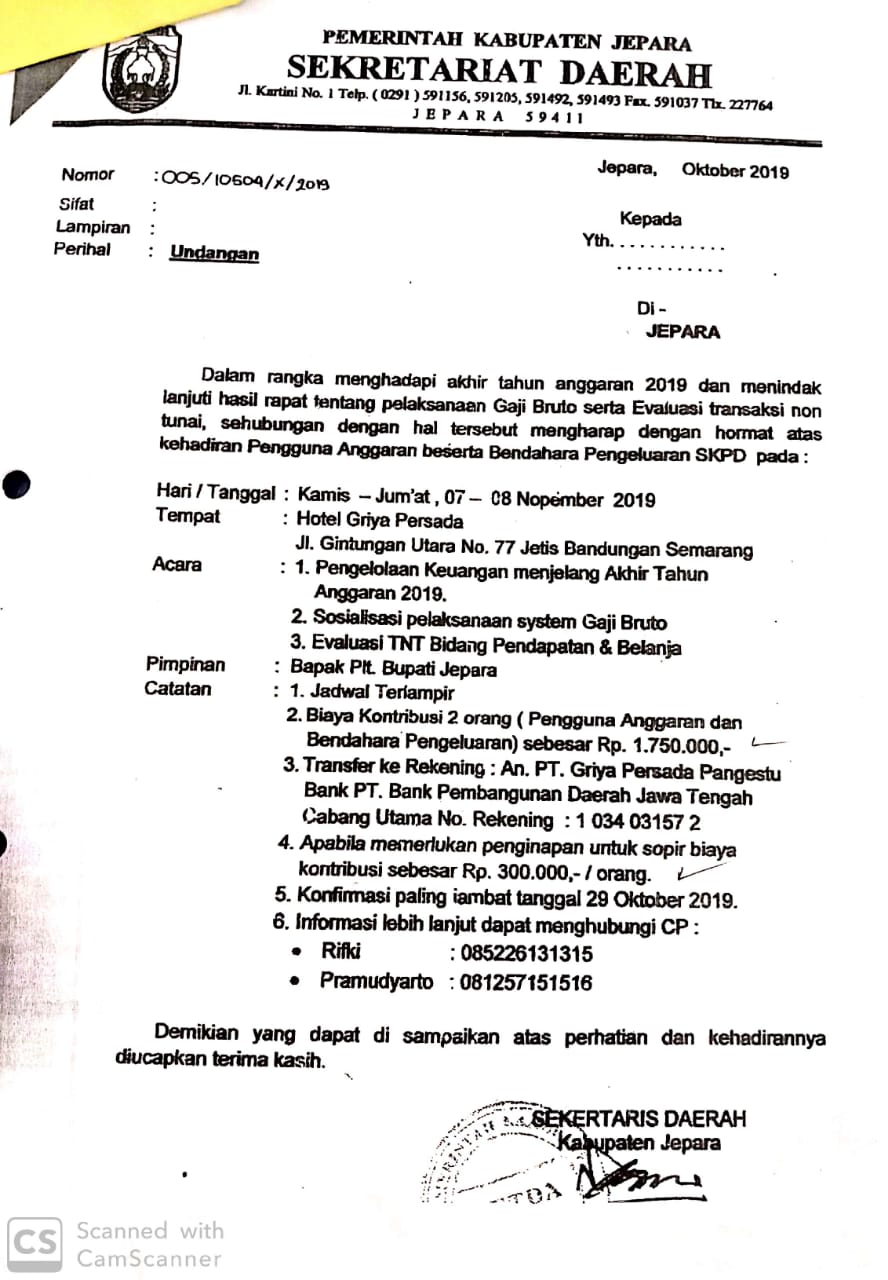 PEMERINTAH KABUPATEN JEPARA
SEKRETARIAT DAERAH
Jl. Kartini No. 1 Telp. ( 0291 ) 591156, 591205, 591492, 591493 Fax. 591037 Tlx. 227764
JEPARA 59411
Jepara, Oktober 2019
Nomor : 005/10604/X/2019
Sifat :
Lampiran :
Perihal : Undangan
Kepada
Yth. . . . . . . . . . . .
. . . . . . . . . . .
Di -
JEPARA
Dalam rangka menghadapi akhir tahun anggaran 2019 dan menindak
lanjuti hasil rapat tentang pelaksanaan Gaji Bruto serta Evaluasi transaksi non
tunai, sehubungan dengan hal tersebut mengharap dengan hormat atas
kehadiran Pengguna Anggaran beserta Bendahara Pengeluaran SKPD pada :
Hari / Tanggal : Kamis – Jum'at , 07 – 08 Nopember 2019
Tempat : Hotel Griya Persada
Jl. Gintungan Utara No. 77 Jetis Bandungan Semarang
Acara : 1. Pengelolaan Keuangan menjelang Akhir Tahun
Anggaran 2019.
2. Sosialisasi pelaksanaan system Gaji Bruto
3. Evaluasi TNT Bidang Pendapatan & Belanja
Pimpinan : Bapak Plt. Bupati Jepara
Catatan : 1. Jadwal Terlampir
2. Biaya Kontribusi 2 orang ( Pengguna Anggaran dan
Bendahara Pengeluaran) sebesar Rp. 1.750.000,-
3. Transfer ke Rekening : An. PT. Griya Persada Pangestu
Bank PT. Bank Pembangunan Daerah Jawa Tengah
Cabang Utama No. Rekening : 1 034 03157 2
4. Apabila memerlukan penginapan untuk sopir biaya
kontribusi sebesar Rp. 300.000,- / orang.
5. Konfirmasi paling lambat tanggal 29 Oktober 2019.
6. Informasi lebih lanjut dapat menghubungi CP :
• Rifki : 085226131315
• Pramudyarto : 081257151516
Demikian yang dapat di sampaikan atas perhatian dan kehadirannya
diucapkan terima kasih.
SEKERTARIS DAERAH
Kabupaten Jepara
CS Scanned with
CamScanner